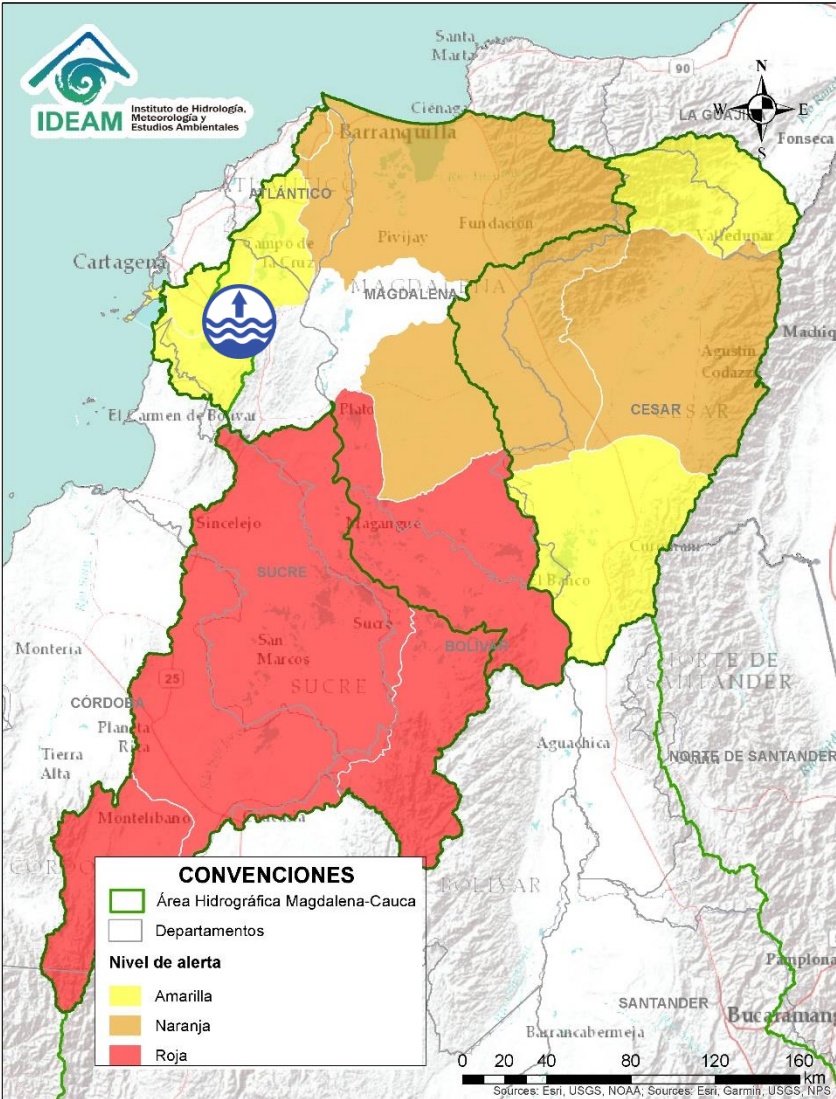 IDEAM
Instituto de Hidrología,
Meteorología y
Estudios Ambientales
Santa
Marta
90
N
W
E
S
LA GUAJIRA
Fonseca
Ciénaga
Barranquilla
ATLÁNTICO
Campo de
la Cruz
Pivijay
Fundación
Valledupar
Cartagena
MAGDALENA
MAGDALENA
Machiq
Agustín
Codazzi
CESAR
CESAR
El Carmen de Bolívar
Plato
Sincelejo
Magangué
SUCRE
El Banco
Montería
Sucre
BOLÍVAR
San
Marcos
SUCRE
25
NORTE DE
SANTANDER
CÓRDOBA
Planeta
Rica
Tierra
Alta
Aguachica
NORTE DE SANTANDER
Montelíbano
BOLÍVAR
CONVENCIONES
Área Hidrográfica Magdalena-Cauca
Departamentos
Nivel de alerta
Amarilla
Naranja
Roja
Pamplona
SANTANDER
Bucaramang
Barrancabermeja
0 20 40 80 120 160
km
Sources: Esri, USGS, NOAA; Sources: Esri, Garmin, USGS, NPS